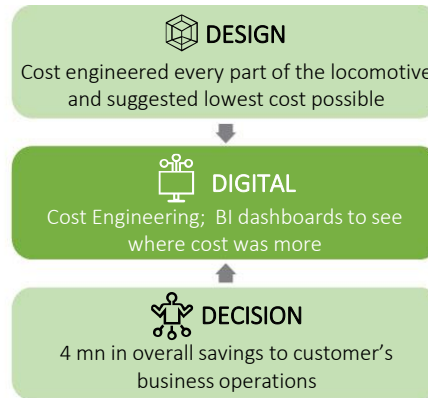 DESIGN
Cost engineered every part of the locomotive
and suggested lowest cost possible
DIGITAL
Cost Engineering;  BI dashboards to see
where cost was more
DECISION
4 mn in overall savings to customer’s
business operations